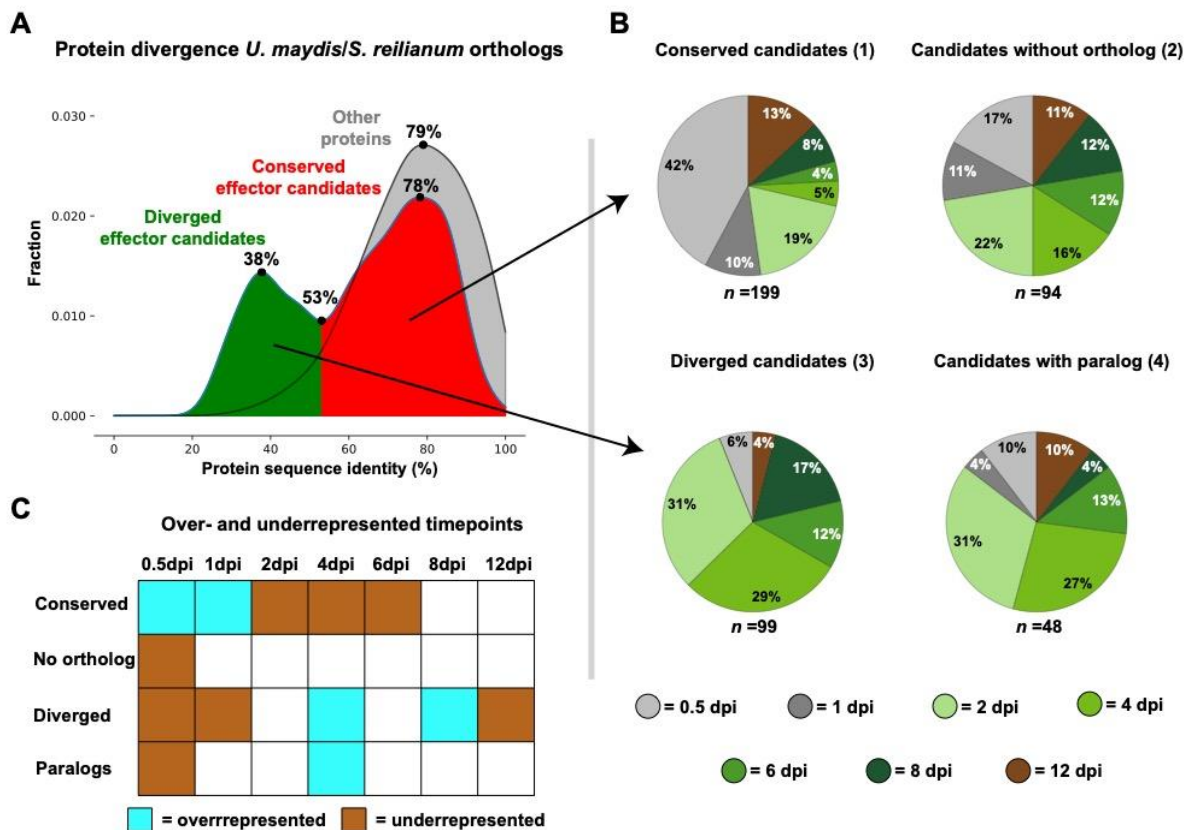 A
Protein divergence U. maydis/S. reilianum orthologs
0.030
0.020
0.010
0.000
Fraction
Other
proteins
79%
Conserved
effector candidates
78%
Diverged
effector candidates
38%
53%
0 20 40 60 80 100
Protein sequence identity (%)
B
Conserved candidates (1)
13%
8%
4%
5%
19%
10%
42%
n =199
Candidates without ortholog (2)
11%
12%
12%
16%
22%
11%
17%
n =94
Diverged candidates (3)
4%
17%
12%
29%
31%
6%
n =99
Candidates with paralog (4)
10%
4%
13%
27%
31%
4%
10%
n =48
= 0.5 dpi = 1 dpi = 2 dpi = 4 dpi
= 6 dpi = 8 dpi = 12 dpi
C
Over- and underrepresented timepoints
0.5dpi 1dpi 2dpi 4dpi 6dpi 8dpi 12dpi
Conserved
No ortholog
Diverged
Paralogs
= overrrepresented = underrepresented